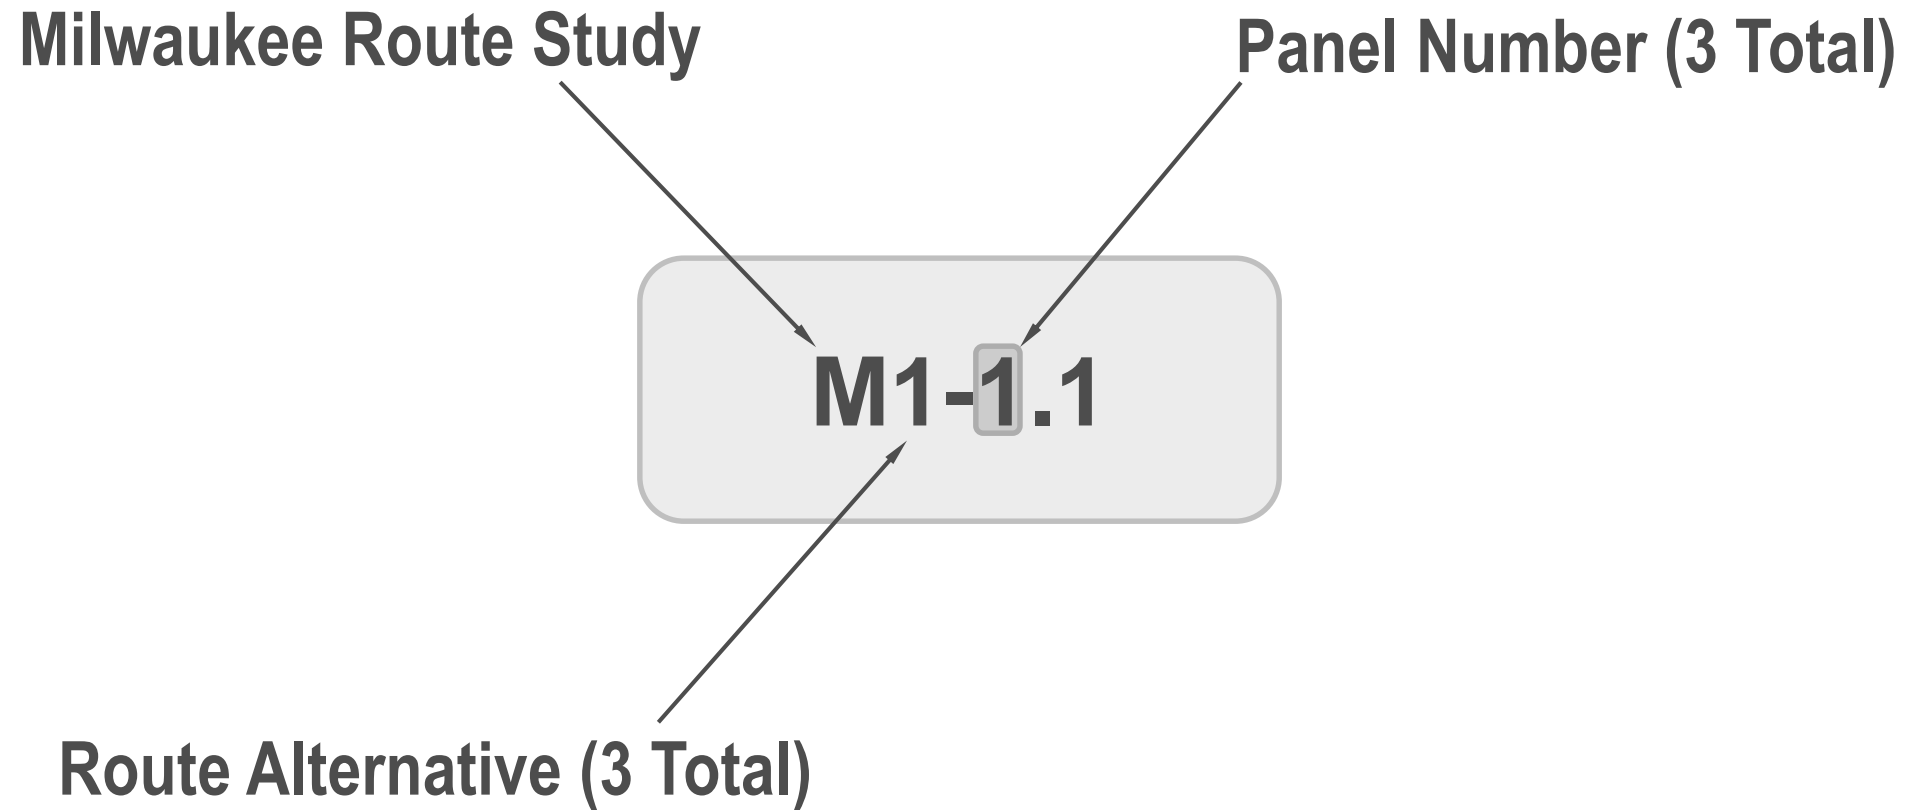 Milwaukee Route Study
Panel Number (3 Total)
M1-1.1
Route Alternative (3 Total)